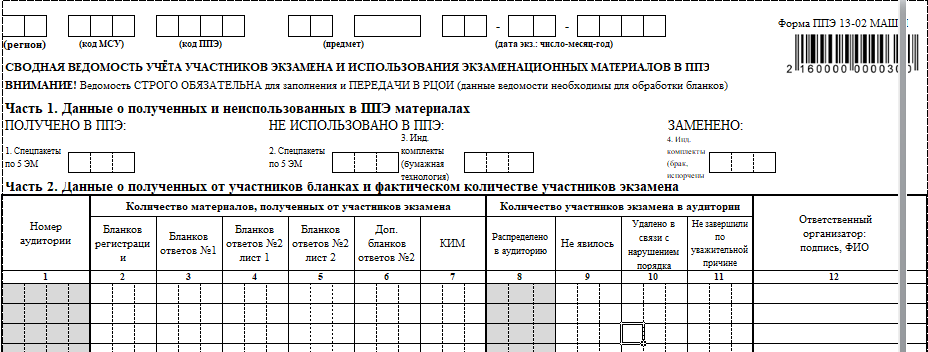 Форма ППЭ 13-02 МАШ
(регион) (код МСУ) (код ППЭ) (предмет) - - (дата экз.: число-месяц-год)
2 160000 0000300
СВОДНАЯ ВЕДОМОСТЬ УЧЁТА УЧАСТНИКОВ ЭКЗАМЕНА И ИСПОЛЬЗОВАНИЯ ЭКЗАМЕНАЦИОННЫХ МАТЕРИАЛОВ В ППЭ
ВНИМАНИЕ! Ведомость СТРОГО ОБЯЗАТЕЛЬНА для заполнения и ПЕРЕДАЧИ В РЦОИ (данные ведомости необходимы для обработки бланков)
Часть 1. Данные о полученных и неиспользованных в ППЭ материалах
ПОЛУЧЕНО В ППЭ: НЕ ИСПОЛЬЗОВАНО В ППЭ: ЗАМЕНЕНО:
1. Спецпакеты
по 5 ЭМ
2. Спецпакеты
по 5 ЭМ
3. Инд.
комплекты
(бумажная
технология)
4. Инд.
комплекты
(брак,
испорчены
Часть 2. Данные о полученных от участников бланках и фактическом количестве участников экзамена
Номер
аудитории
Количество материалов, полученных от участников экзамена
Бланков
регистраци
и
Бланков
ответов №1
Бланков
ответов №2
лист 1
Бланков
ответов №2
лист 2
Доп.
бланков
ответов №2
КИМ
Количество участников экзамена в аудитории
Распределено
в аудиторию
Не явилось
Удалено в
связи с
нарушением
порядка
Не завершили
по
уважительной
причине
Ответственный
организатор:
подпись, ФИО
1 2 3 4 5 6 7 8 9 10 11 12